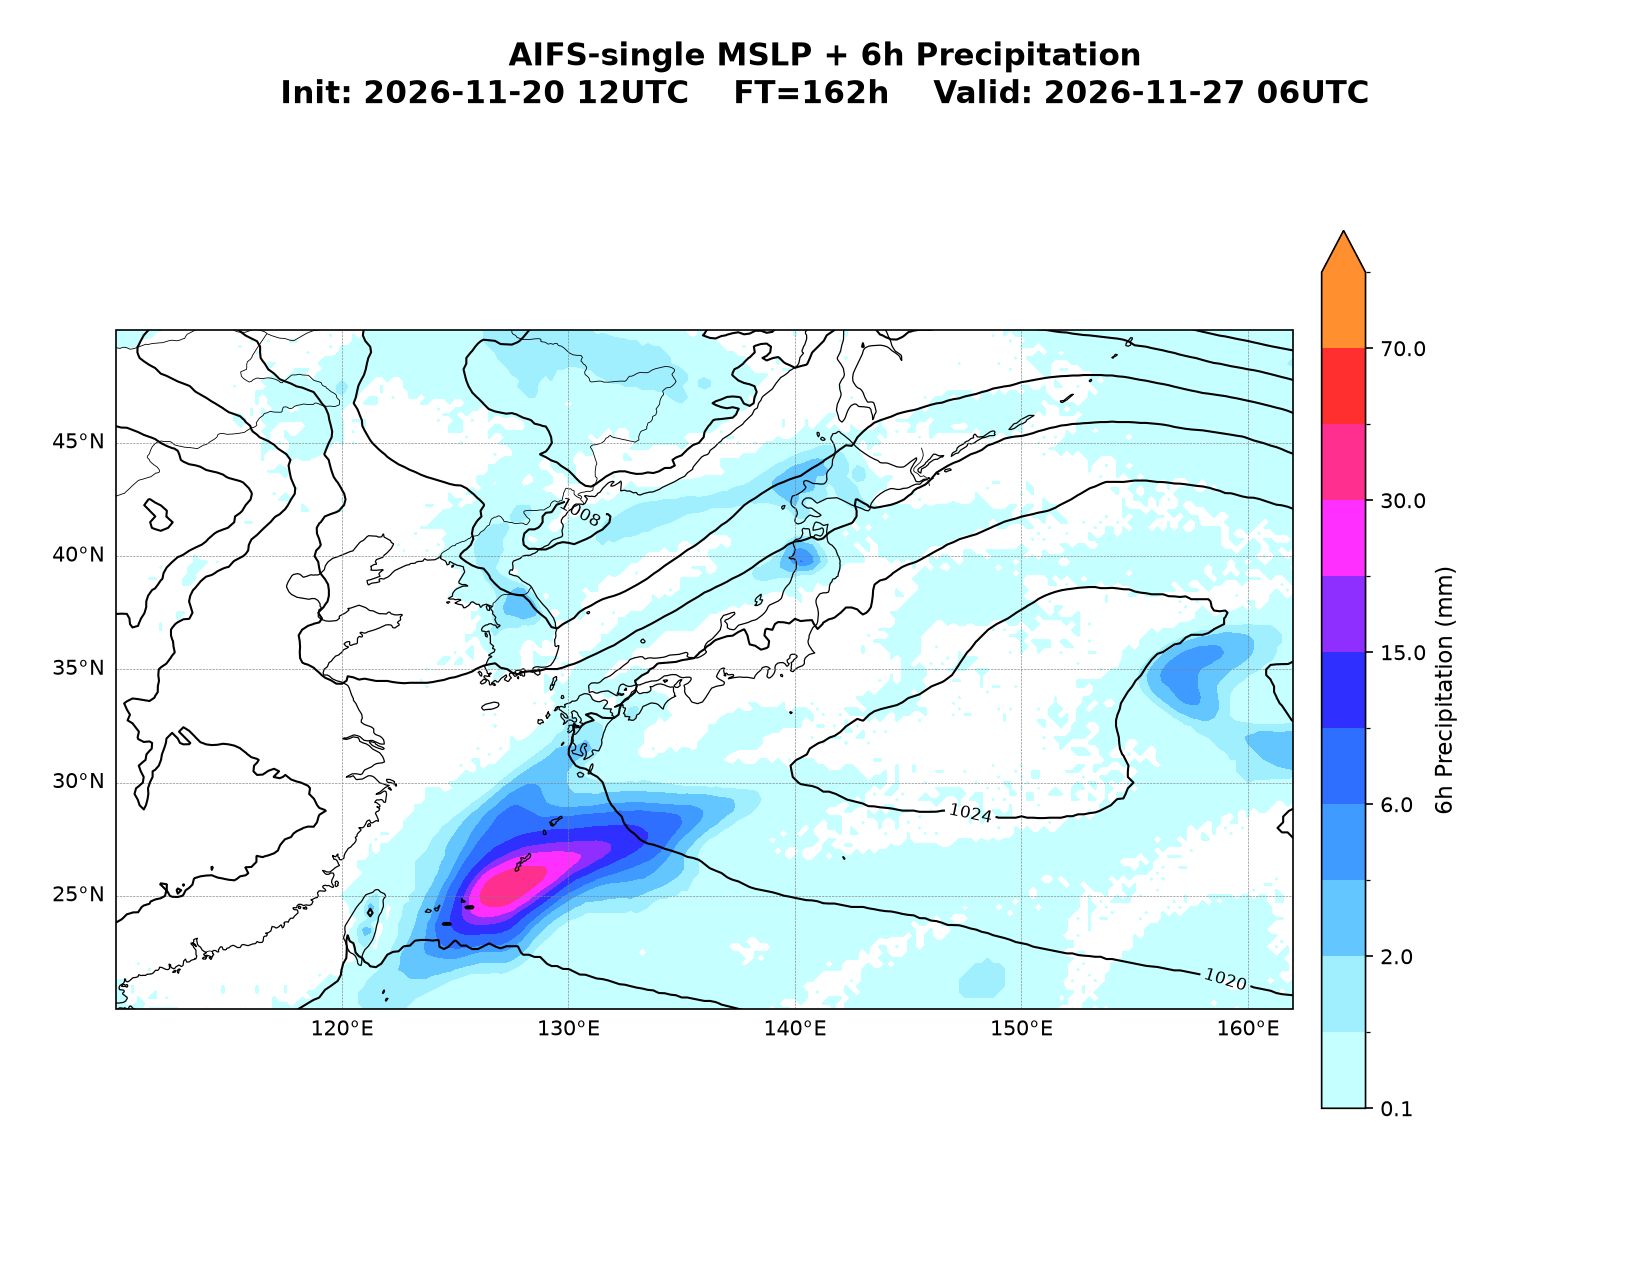 AIFS-single MSLP + 6h Precipitation
Init: 2026-11-20 12UTC    FT=162h    Valid: 2026-11-27 06UTC
70.0
45°N
1008
40°N
30.0
35°N
15.0
6h Precipitation (mm)
30°N
6.0
1024
25°N
2.0
1020
120°E
130°E
140°E
150°E
160°E
0.1